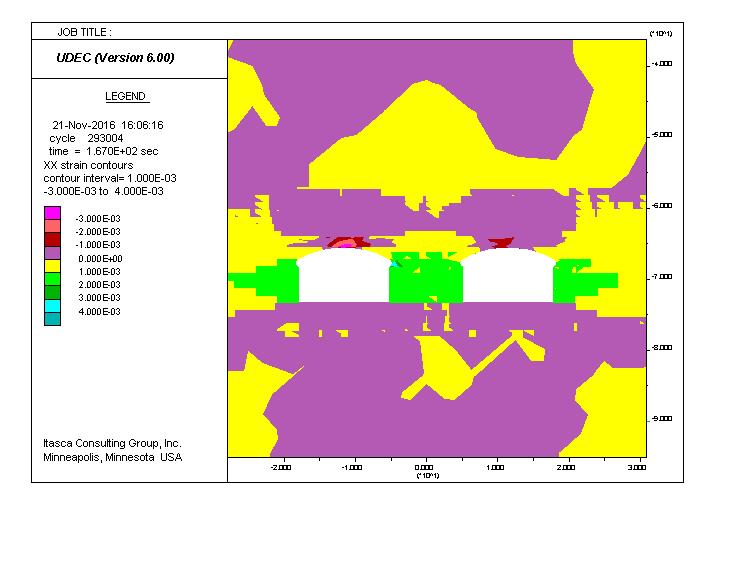 JOB TITLE :
UDEC (Version 6.00)
LEGEND
21-Nov-2016 16:06:16
cycle 293004
time = 1.670E+02 sec
XX strain contours
contour interval= 1.000E-03
-3.000E-03 to 4.000E-03
-3.000E-03
-2.000E-03
-1.000E-03
0.000E+00
1.000E-03
2.000E-03
3.000E-03
4.000E-03
Itasca Consulting Group, Inc.
Minneapolis, Minnesota USA
(*10^1)
-4.000
-5.000
-6.000
-7.000
-8.000
-9.000
-2.000 -1.000 0.000 1.000 2.000 3.000
(*10^1)